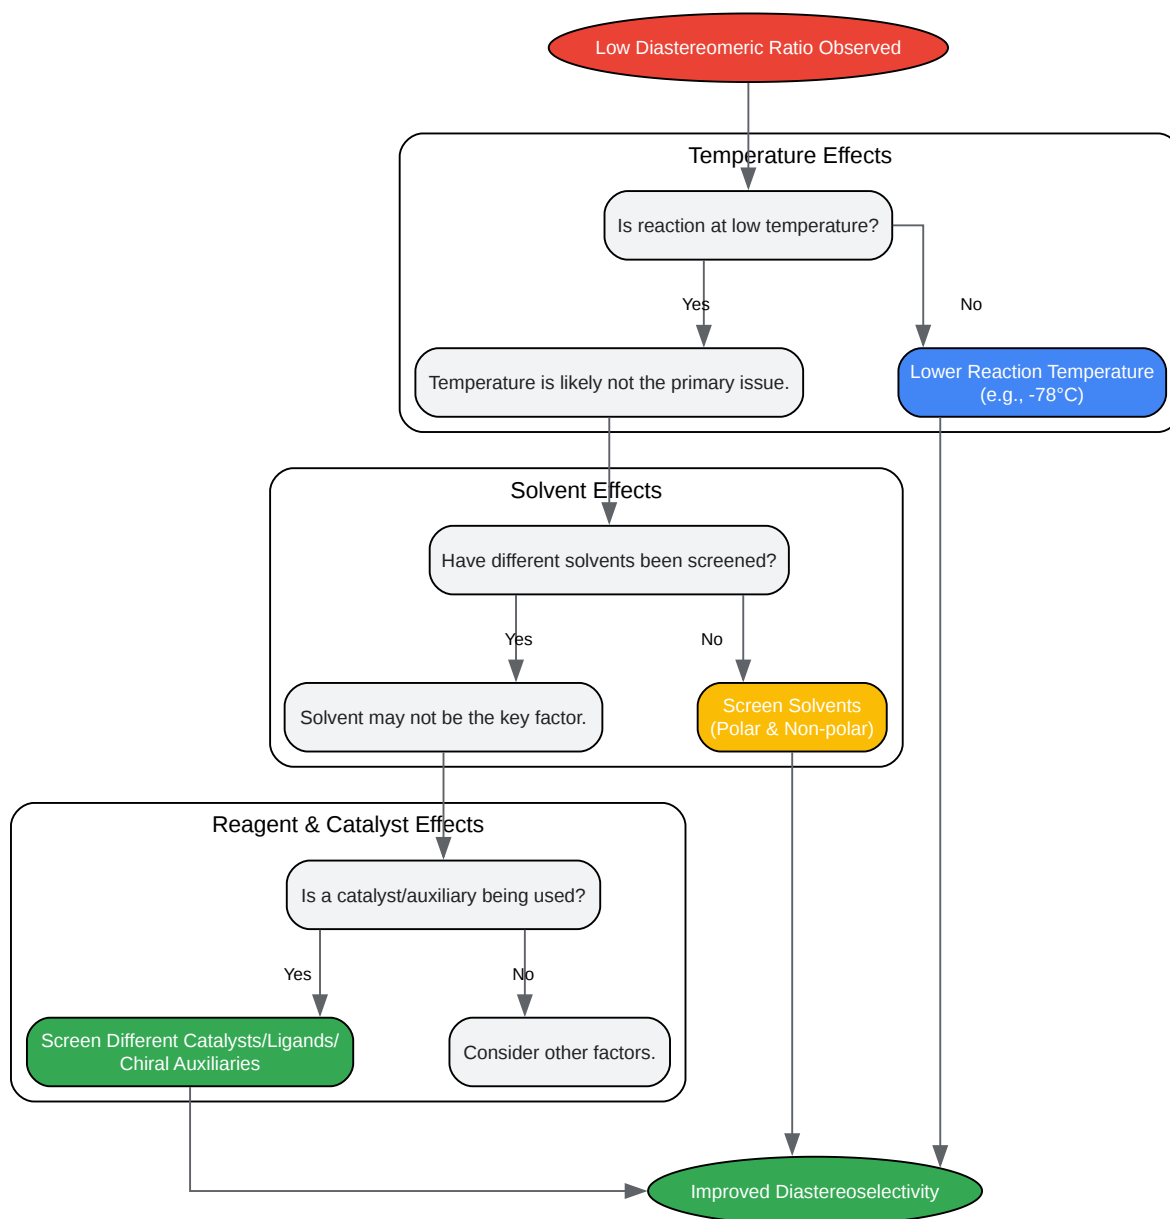 Low Diastereomeric Ratio Observed
Temperature Effects
Is reaction at low temperature?
Yes
No
Temperature is likely not the primary issue.
Lower Reaction Temperature
(e.g., -78°C)
Solvent Effects
Have different solvents been screened?
Yes
No
Solvent may not be the key factor.
Screen Solvents
(Polar & Non-polar)
Reagent & Catalyst Effects
Is a catalyst/auxiliary being used?
Yes
No
Screen Different Catalysts/Ligands/
Chiral Auxiliaries
Consider other factors.
Improved Diastereoselectivity